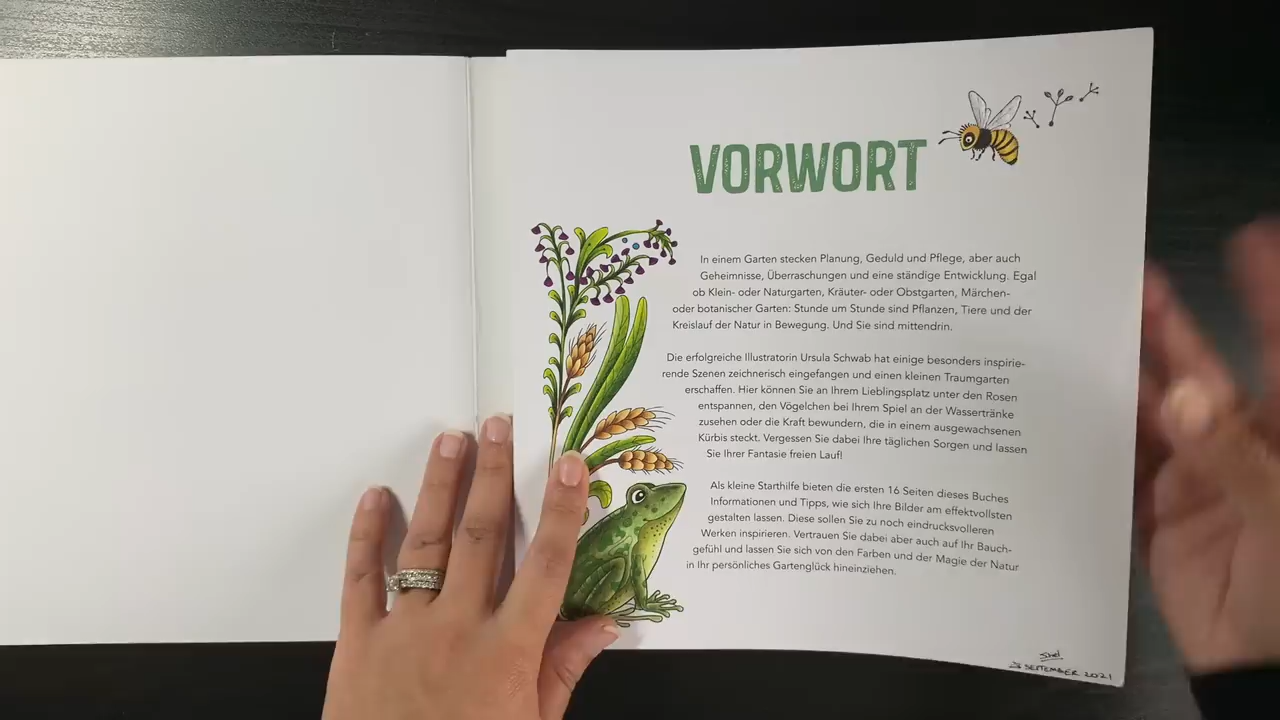 VORWORT
In einem Garten stecken Planung, Geduld und Pflege, aber auch
Geheimnisse, Überraschungen und eine ständige Entwicklung. Egal
ob Klein- oder Naturgarten, Kräuter- oder Obstgarten, Märchen-
oder botanischer Garten: Stunde um Stunde sind Pflanzen, Tiere und der
Kreislauf der Natur in Bewegung. Und Sie sind mittendrin.
Die erfolgreiche Illustratorin Ursula Schwab hat einige besonders inspirie-
rende Szenen zeichnerisch eingefangen und einen kleinen Traumgarten
erschaffen. Hier können Sie an Ihrem Lieblingsplatz unter den Rosen
entspannen, den Vögelchen bei Ihrem Spiel an der Wassertränke
zusehen oder die Kraft bewundern, die in einem ausgewachsenen
Kürbis steckt. Vergessen Sie dabei Ihre täglichen Sorgen und lassen
Sie Ihrer Fantasie freien Lauf!
Als kleine Starthilfe bieten die ersten 16 Seiten dieses Buches
Informationen und Tipps, wie sich Ihre Bilder am effektvollsten
gestalten lassen. Diese sollen Sie zu noch eindrucksvolleren
Werken inspirieren. Vertrauen Sie dabei aber auch auf Ihr Bauch-
gefühl und lassen Sie sich von den Farben und der Magie der Natur
in Ihr persönliches Gartenglück hineinziehen.
SEPTEMBER 2021